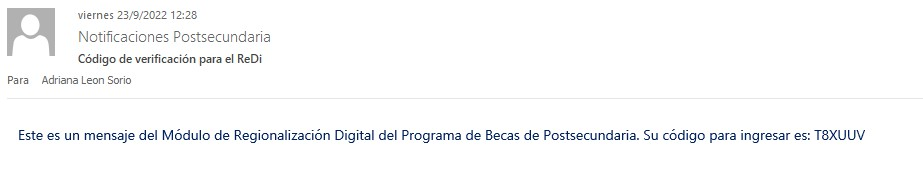 viernes 23/9/2022 12:28
Notificaciones Postsecundaria
Código de verificación para el ReDi
Para Adriana Leon Sorio
Este es un mensaje del Módulo de Regionalización Digital del Programa de Becas de Postsecundaria. Su código para ingresar es: T8XUUV